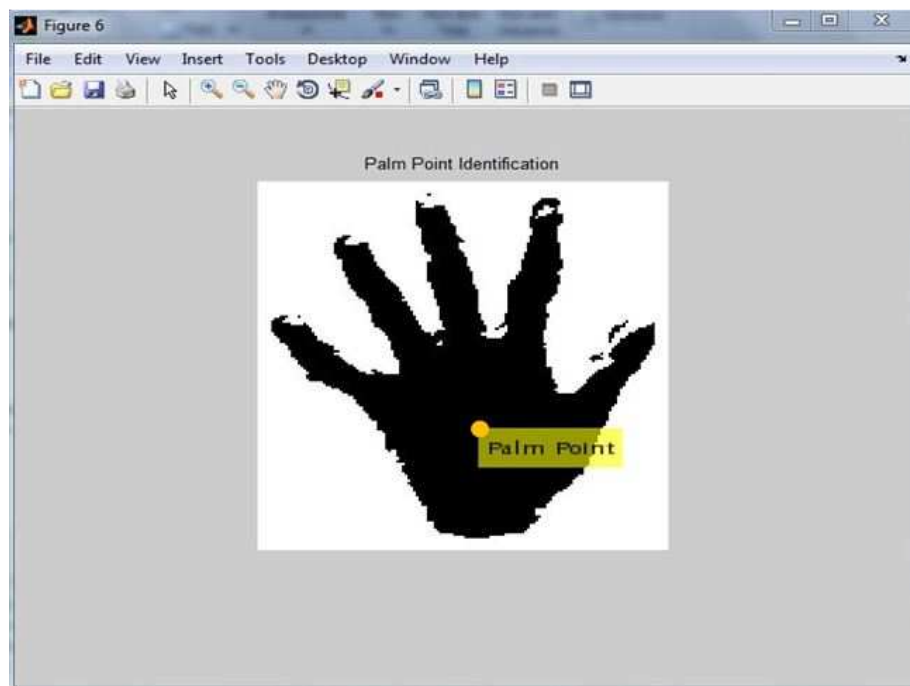 Figure 6
File Edit View Insert Tools Desktop Window Help
Palm Point Identification
Palm Point